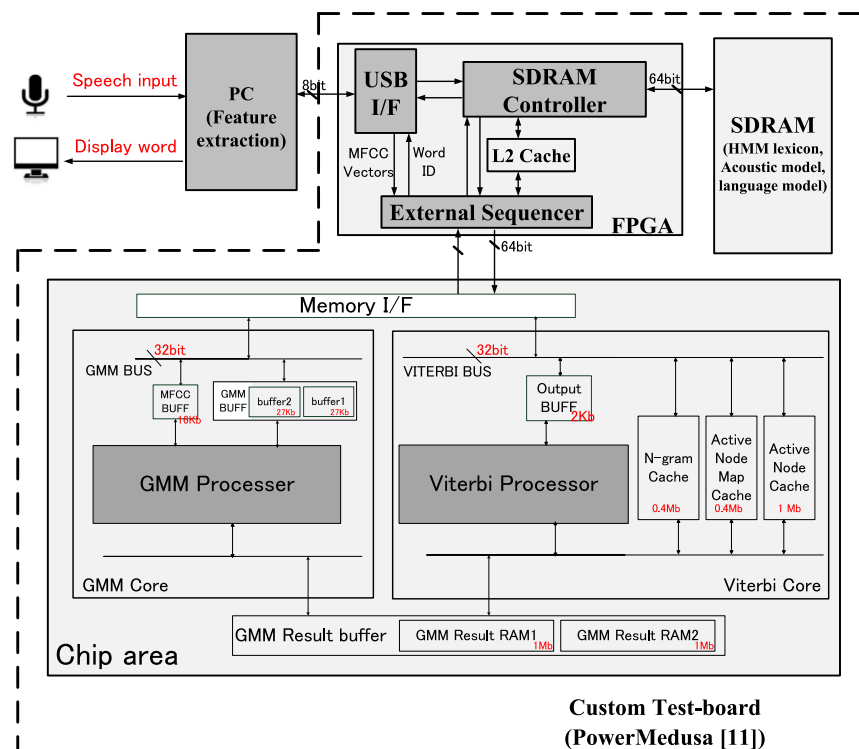 Speech input
Display word
PC
(Feature
extraction)
8bit
USB
I/F
SDRAM
Controller
64bit
SDRAM
(HMM lexicon,
Acoustic model,
language model)
L2 Cache
MFCC
Vectors
Word
ID
External Sequencer
FPGA
64bit
Memory I/F
32bit
GMM BUS
MFCC
BUFF
16Kb
GMM
BUFF
buffer2
27Kb
buffer1
27Kb
GMM Processer
GMM Core
32bit
VITERBI BUS
Output
BUFF
2Kb
Viterbi Processor
N-gram
Cache
0.4Mb
Active
Node
Map
Cache
0.4Mb
Active
Node
Cache
1 Mb
Viterbi Core
GMM Result buffer
GMM Result RAM1
1Mb
GMM Result RAM2
1Mb
Chip area
Custom Test-board
(PowerMedusa [11])